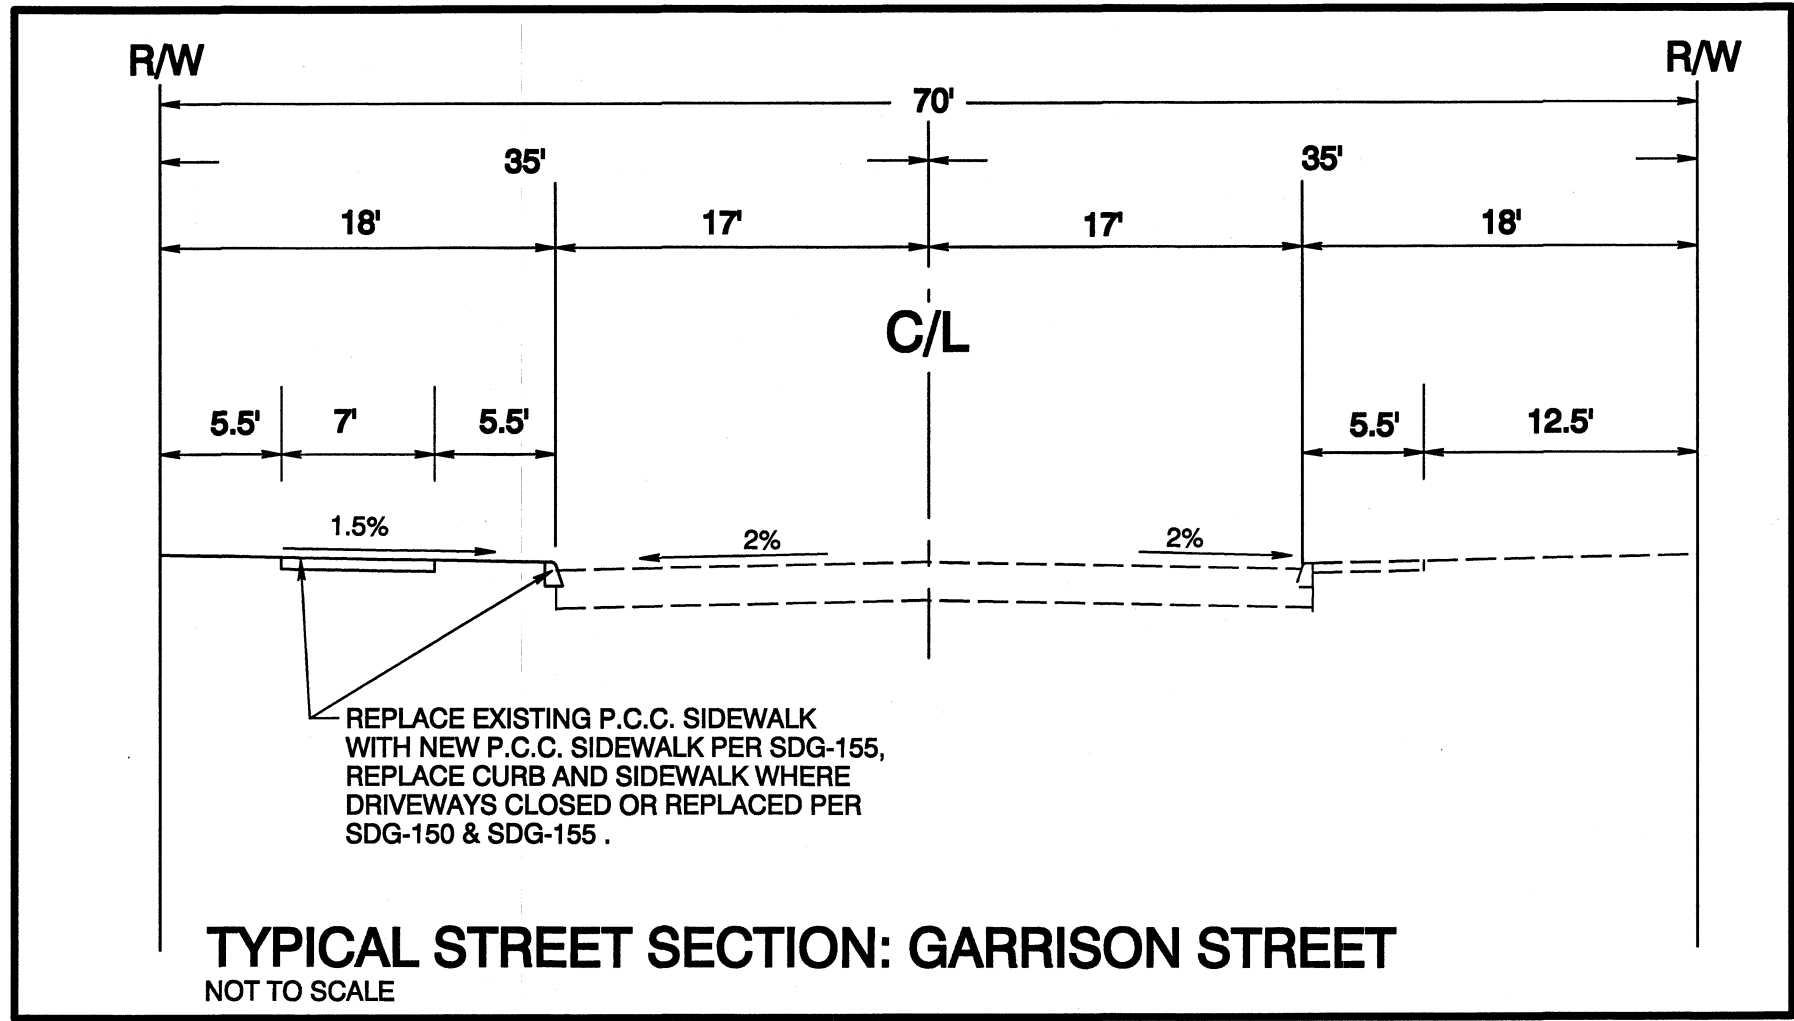 R/W R/W
70'
35' 35'
18' 17' 17' 18'
C/L
5.5' 7' 5.5' 5.5' 12.5'
1.5% 2% 2%
REPLACE EXISTING P.C.C. SIDEWALK
WITH NEW P.C.C. SIDEWALK PER SDG-155,
REPLACE CURB AND SIDEWALK WHERE
DRIVEWAYS CLOSED OR REPLACED PER
SDG-150 & SDG-155 .
TYPICAL STREET SECTION: GARRISON STREET
NOT TO SCALE